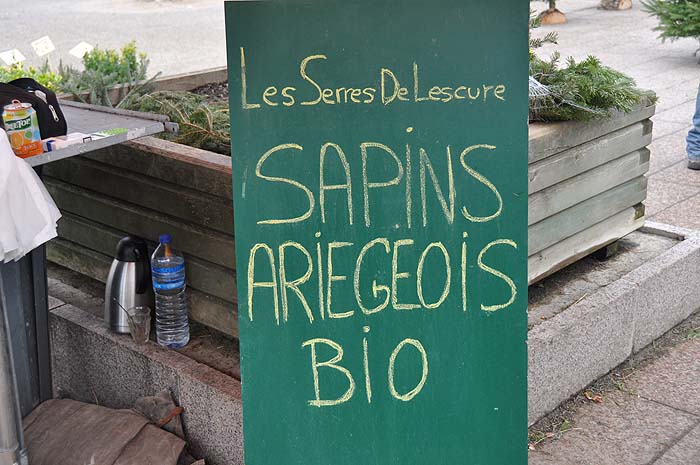 Les Serres De Lescure
SAPiNS
ARiEGEOiS
Bio